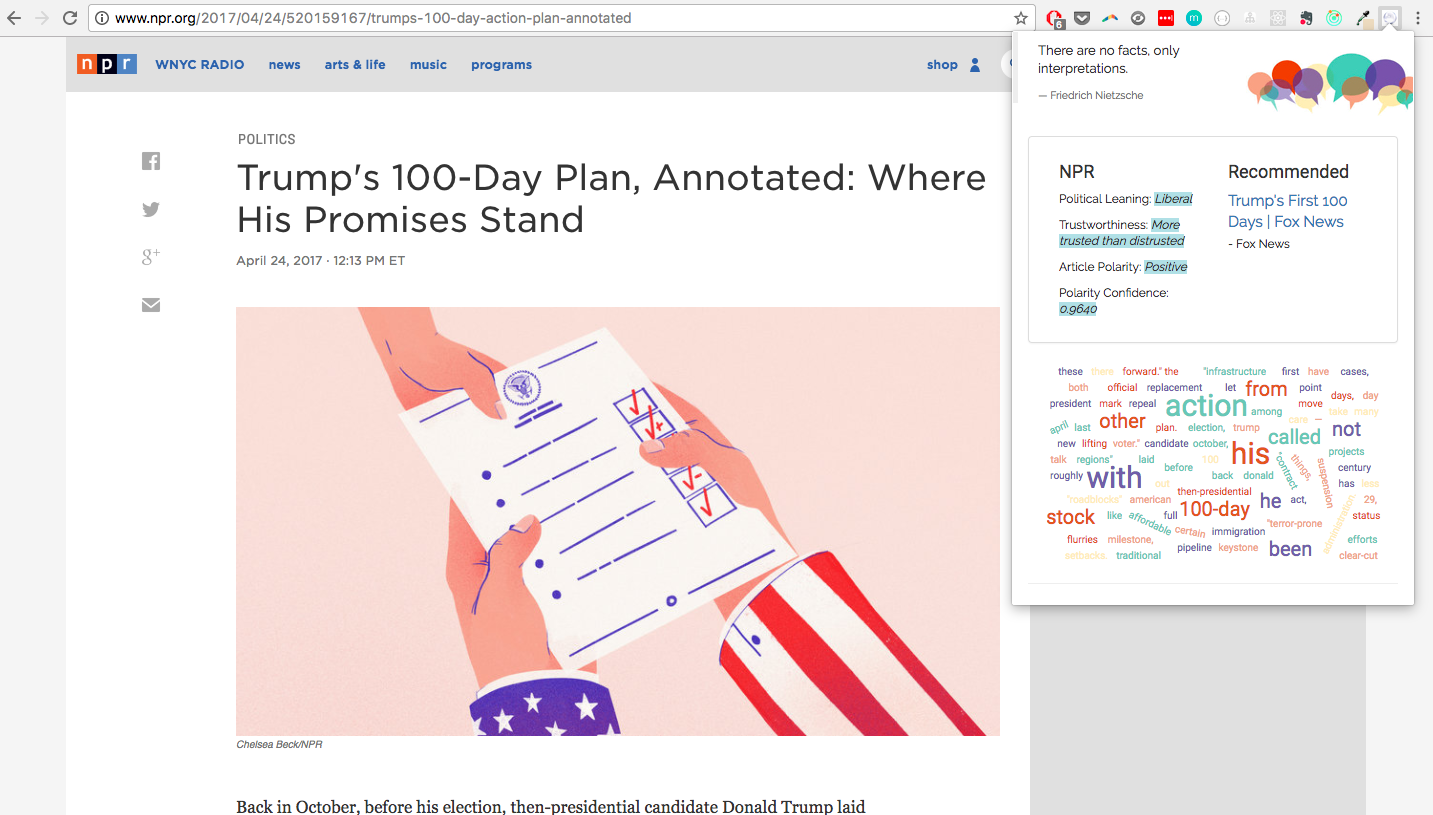 www.npr.org/2017/04/24/520159167/trumps-100-day-action-plan-annotated
6
n p r WNYC RADIO news arts & life music programs shop
POLITICS
Trump's 100-Day Plan, Annotated: Where
His Promises Stand
April 24, 2017 · 12:13 PM ET
Chelsea Beck/NPR
Back in October, before his election, then-presidential candidate Donald Trump laid
There are no facts, only
interpretations.
— Friedrich Nietzsche
NPR
Political Leaning: Liberal
Trustworthiness: More
trusted than distrusted
Article Polarity: Positive
Polarity Confidence:
0.9640
Recommended
Trump's First 100
Days | Fox News
- Fox News
these there forward." the "infrastructure first have cases,
both official replacement let from point
president mark repeal action among move days, day
april last other plan. election, trump care – take many
new lifting voter." candidate october, his called not
talk regions" laid 100 "contract things, projects
roughly with before back donald suspension century
out has less
"roadblocks" american then-presidential he act, 29,
stock like affordable full 100-day "terror-prone administration. status
flurries milestone, certain immigration efforts
setbacks. traditional pipeline keystone been clear-cut